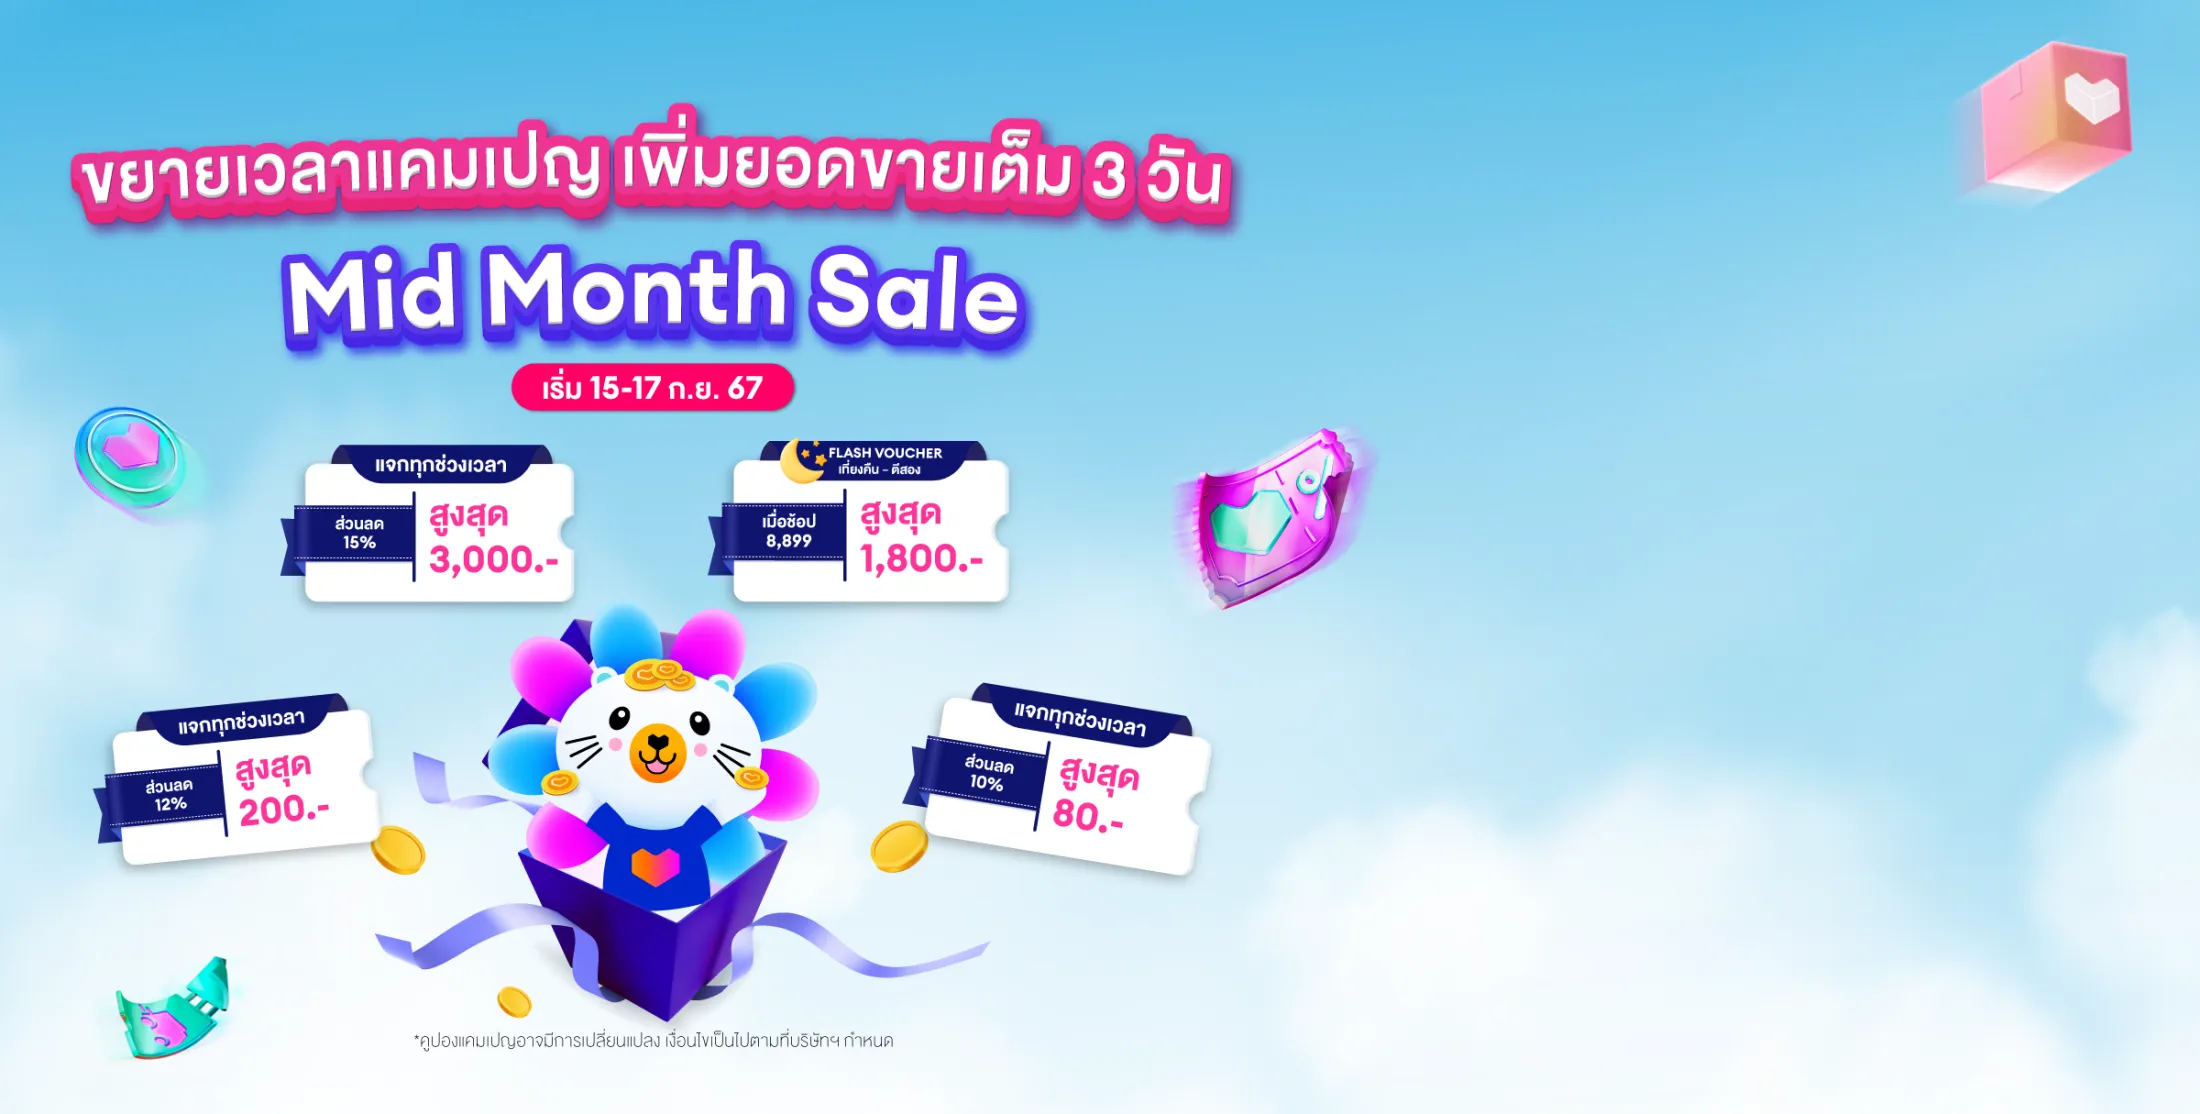 ขยายเวลาแคมเปญ เพิ่มยอดขายเต็ม 3 วัน
Mid Month Sale
เริ่ม 15-17 ก.ย. 67
แจกทุกช่วงเวลา
ส่วนลด
15%
สูงสุด
3,000.-
FLASH VOUCHER
เที่ยงคืน - ตีสอง
เมื่อช้อป
8,899
สูงสุด
1,800.-
แจกทุกช่วงเวลา
ส่วนลด
12%
สูงสุด
200.-
แจกทุกช่วงเวลา
ส่วนลด
10%
สูงสุด
80.-
*คูปองแคมเปญอาจมีการเปลี่ยนแปลง เงื่อนไขเป็นไปตามที่บริษัทฯ กำหนด